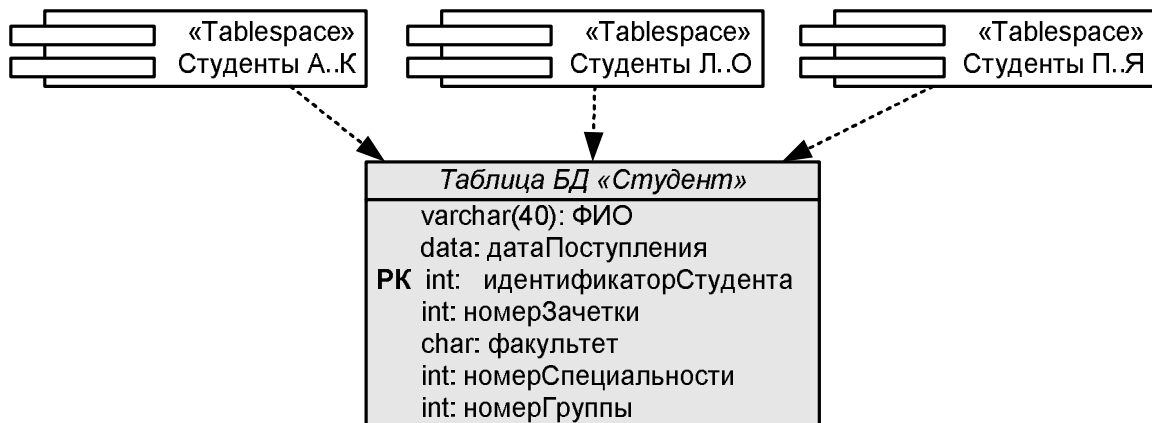 «Tablespace»
Студенты А..К
«Tablespace»
Студенты Л..О
«Tablespace»
Студенты П..Я
Таблица БД «Студент»
varchar(40): ФИО
data: датаПоступления
РК int: идентификаторСтудента
int: номерЗачетки
char: факультет
int: номерСпециальности
int: номерГруппы